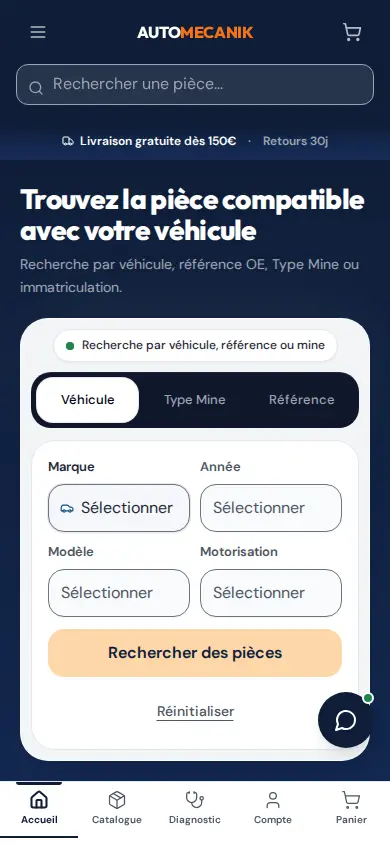 AUTOMECANIK
Rechercher une pièce...
Livraison gratuite dès 150€ · Retours 30j
Trouvez la pièce compatible
avec votre véhicule
Recherche par véhicule, référence OE, Type Mine ou
immatriculation.
Recherche par véhicule, référence ou mine
Véhicule Type Mine Référence
Marque Année
Sélectionner Sélectionner
Modèle Motorisation
Sélectionner Sélectionner
Rechercher des pièces
Réinitialiser
Accueil Catalogue Diagnostic Compte Panier